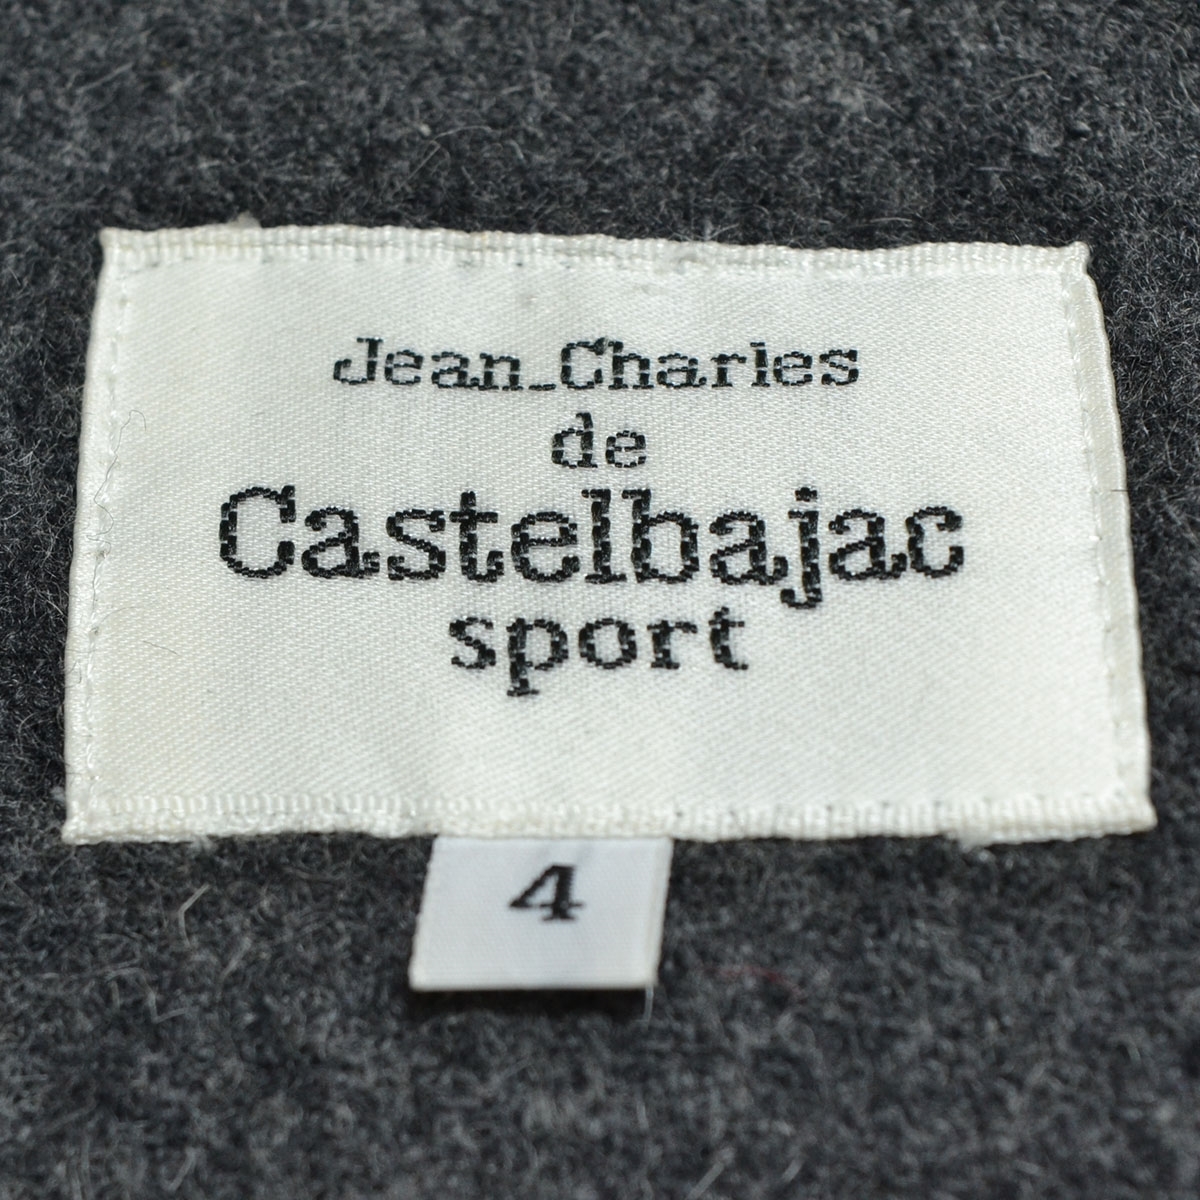 Jean_Charles
de
Castelbajac
sport
4